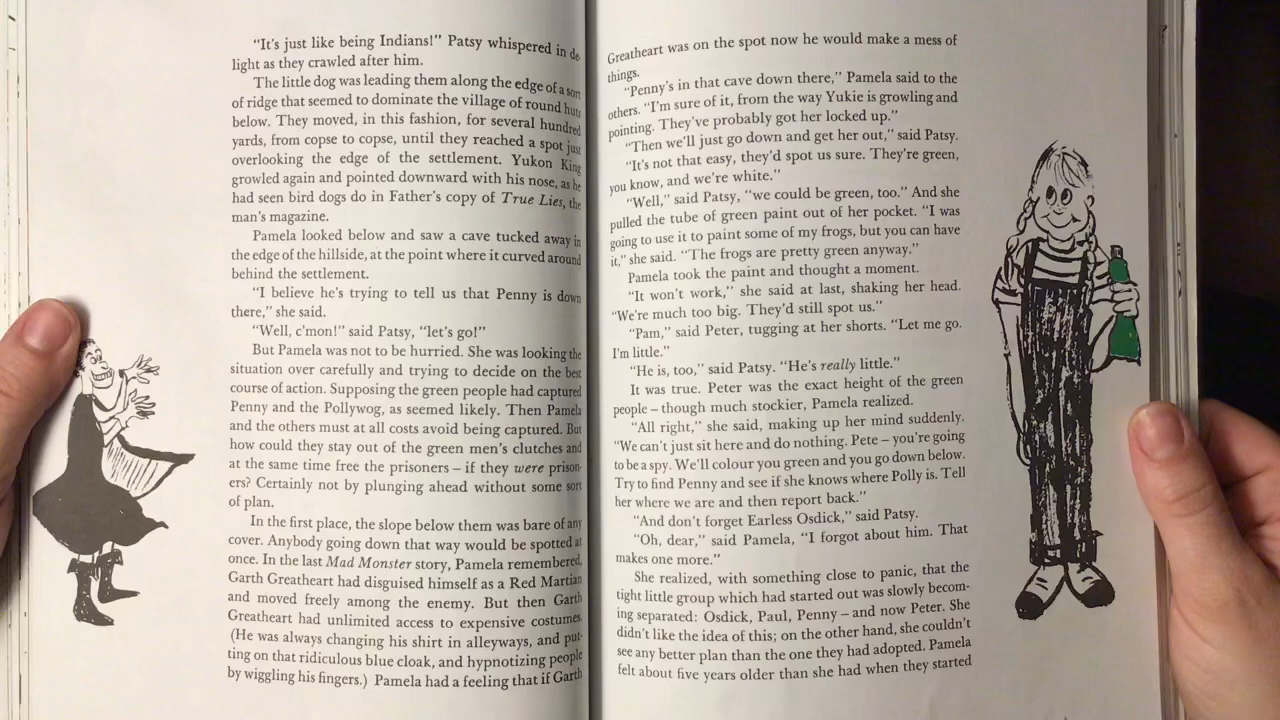 “It’s just like being Indians!” Patsy whispered in de-
light as they crawled after him.
The little dog was leading them along the edge of a sort
of ridge that seemed to dominate the village of round huts
below. They moved, in this fashion, for several hundred
yards, from copse to copse, until they reached a spot just
overlooking the edge of the settlement. Yukon King
growled again and pointed downward with his nose, as he
had seen bird dogs do in Father’s copy of True Lies, the
man’s magazine.
Pamela looked below and saw a cave tucked away in
the edge of the hillside, at the point where it curved around
behind the settlement.
“I believe he’s trying to tell us that Penny is down
there,” she said.
“Well, c’mon!” said Patsy, “let’s go!”
But Pamela was not to be hurried. She was looking the
situation over carefully and trying to decide on the best
course of action. Supposing the green people had captured
Penny and the Pollywog, as seemed likely. Then Pamela
and the others must at all costs avoid being captured. But
how could they stay out of the green men’s clutches and
at the same time free the prisoners – if they were prison-
ers? Certainly not by plunging ahead without some sort
of plan.
In the first place, the slope below them was bare of any
cover. Anybody going down that way would be spotted at
once. In the last Mad Monster story, Pamela remembered,
Garth Greatheart had disguised himself as a Red Martian
and moved freely among the enemy. But then Garth
Greatheart had unlimited access to expensive costumes.
(He was always changing his shirt in alleyways, and put-
ting on that ridiculous blue cloak, and hypnotizing people
by wiggling his fingers.) Pamela had a feeling that if Garth
Greatheart was on the spot now he would make a mess of
things.
“Penny’s in that cave down there,” Pamela said to the
others. “I’m sure of it, from the way Yukie is growling and
pointing. They’ve probably got her locked up.”
“Then we’ll just go down and get her out,” said Patsy.
“It’s not that easy, they’d spot us sure. They’re green,
you know, and we’re white.”
“Well,” said Patsy, “we could be green, too.” And she
pulled the tube of green paint out of her pocket. “I was
going to use it to paint some of my frogs, but you can have
it,” she said. “The frogs are pretty green anyway.”
Pamela took the paint and thought a moment.
“It won’t work,” she said at last, shaking her head.
“We’re much too big. They’d still spot us.”
“Pam,” said Peter, tugging at her shorts. “Let me go.
I’m little.”
“He is, too,” said Patsy. “He’s really little.”
It was true. Peter was the exact height of the green
people – though much stockier, Pamela realized.
“All right,” she said, making up her mind suddenly.
“We can’t just sit here and do nothing. Pete – you’re going
to be a spy. We’ll colour you green and you go down below.
Try to find Penny and see if she knows where Polly is. Tell
her where we are and then report back.”
“And don’t forget Earless Osdick,” said Patsy.
“Oh, dear,” said Pamela, “I forgot about him. That
makes one more.”
She realized, with something close to panic, that the
tight little group which had started out was slowly becom-
ing separated: Osdick, Paul, Penny – and now Peter. She
didn’t like the idea of this; on the other hand, she couldn’t
see any better plan than the one they had adopted. Pamela
felt about five years older than she had when they started